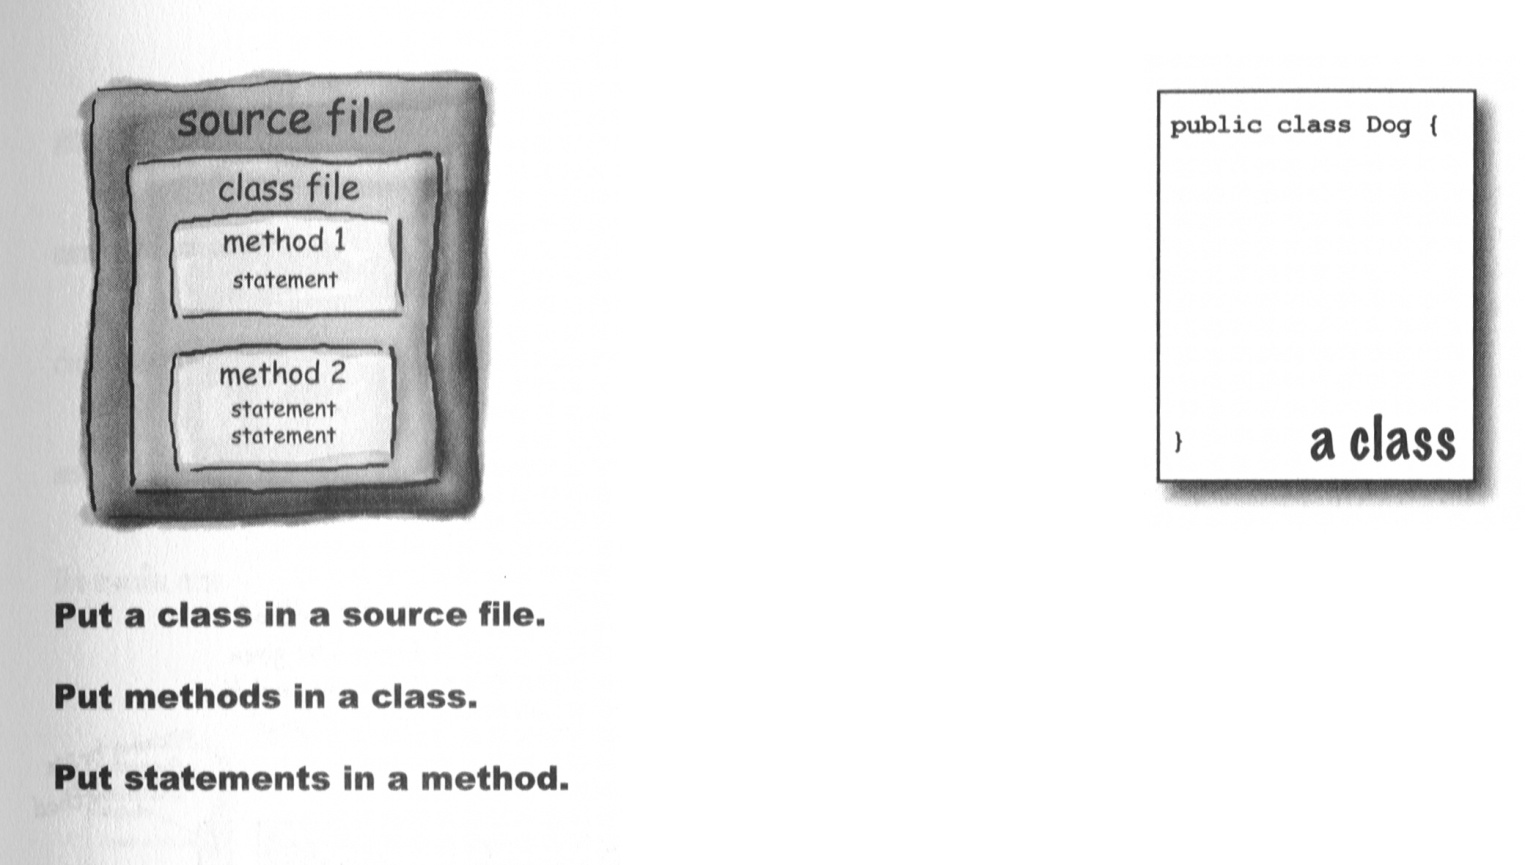 source file
class file
method 1
statement
method 2
statement
statement
Put a class in a source file.
Put methods in a class.
Put statements in a method.
public class Dog {
}
a class